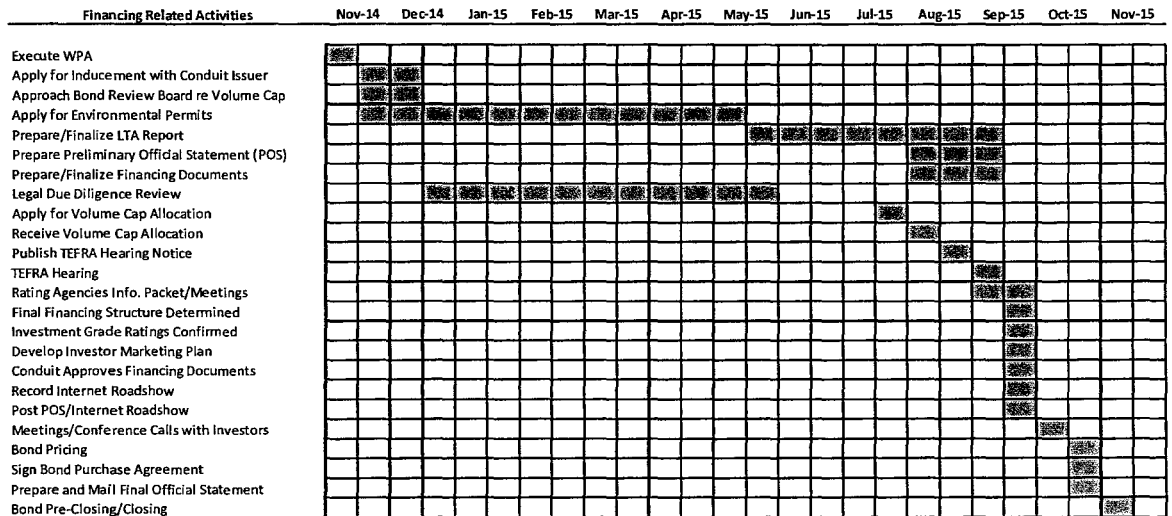 Financing Related Activities Nov-14 Dec-14 Jan-15 Feb-15 Mar-15 Apr-15 May-15 Jun-15 Jul-15 Aug-15 Sep-15 Oct-15 Nov-15
Execute WPA
Apply for Inducement with Conduit Issuer
Approach Bond Review Board re Volume Cap
Apply for Environmental Permits
Prepare/Finalize LTA Report
Prepare Preliminary Official Statement (POS)
Prepare/Finalize Financing Documents
Legal Due Diligence Review
Apply for Volume Cap Allocation
Receive Volume Cap Allocation
Publish TEFRA Hearing Notice
TEFRA Hearing
Rating Agencies Info. Packet/Meetings
Final Financing Structure Determined
Investment Grade Ratings Confirmed
Develop Investor Marketing Plan
Conduit Approves Financing Documents
Record Internet Roadshow
Post POS/Internet Roadshow
Meetings/Conference Calls with Investors
Bond Pricing
Sign Bond Purchase Agreement
Prepare and Mail Final Official Statement
Bond Pre-Closing/Closing